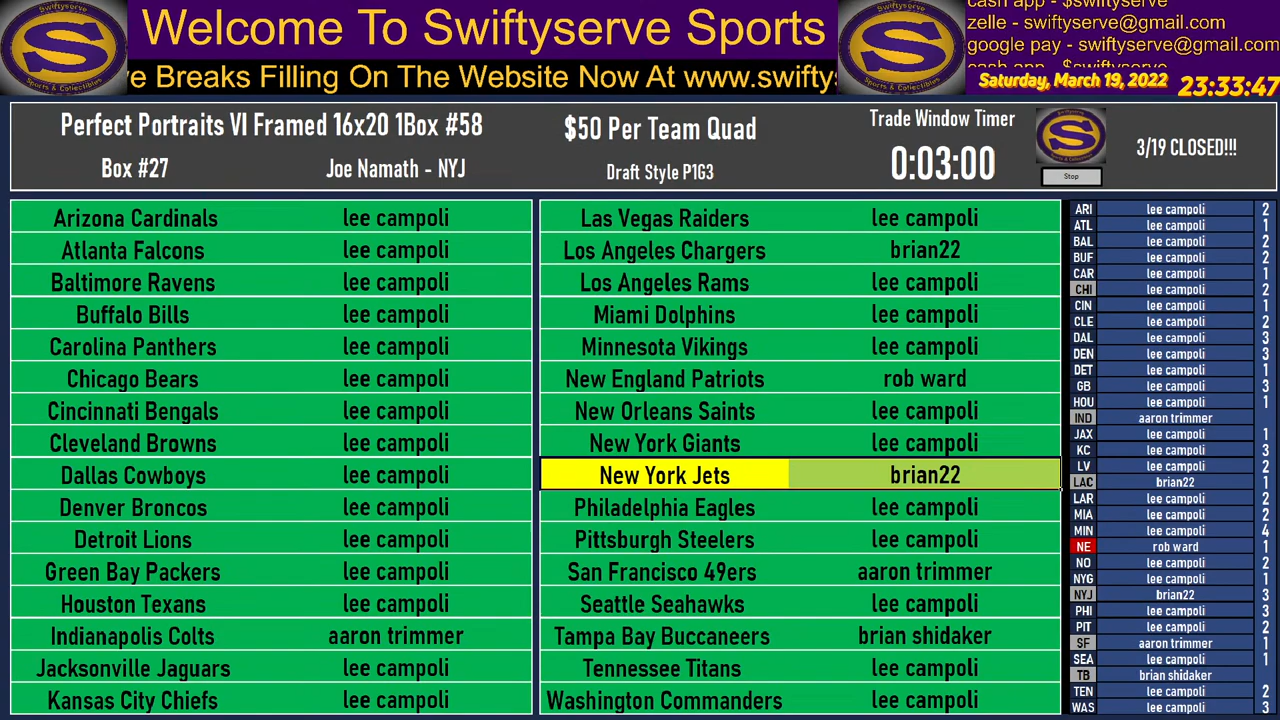 Welcome To Swiftyserve Sports
cash app - $swiftyserve
zelle - swiftyserve@gmail.com
google pay - swiftyserve@gmail.com
cash app - $swiftyserve
ve Breaks Filling On The Website Now At www.swiftys
Saturday, March 19, 2022 23:33:47
Perfect Portraits VI Framed 16x20 1Box #58
Box #27 Joe Namath - NYJ
$50 Per Team Quad
Draft Style P1G3
Trade Window Timer
0:03:00
Stop
3/19 CLOSED!!!
Arizona Cardinals lee campoli
Atlanta Falcons lee campoli
Baltimore Ravens lee campoli
Buffalo Bills lee campoli
Carolina Panthers lee campoli
Chicago Bears lee campoli
Cincinnati Bengals lee campoli
Cleveland Browns lee campoli
Dallas Cowboys lee campoli
Denver Broncos lee campoli
Detroit Lions lee campoli
Green Bay Packers lee campoli
Houston Texans lee campoli
Indianapolis Colts aaron trimmer
Jacksonville Jaguars lee campoli
Kansas City Chiefs lee campoli
Las Vegas Raiders lee campoli
Los Angeles Chargers brian22
Los Angeles Rams lee campoli
Miami Dolphins lee campoli
Minnesota Vikings lee campoli
New England Patriots rob ward
New Orleans Saints lee campoli
New York Giants lee campoli
New York Jets brian22
Philadelphia Eagles lee campoli
Pittsburgh Steelers lee campoli
San Francisco 49ers aaron trimmer
Seattle Seahawks lee campoli
Tampa Bay Buccaneers brian shidaker
Tennessee Titans lee campoli
Washington Commanders lee campoli
ARI lee campoli 2
ATL lee campoli 1
BAL lee campoli 2
BUF lee campoli 2
CAR lee campoli 1
CHI lee campoli 2
CIN lee campoli 1
CLE lee campoli 2
DAL lee campoli 3
DEN lee campoli 3
DET lee campoli 1
GB lee campoli 3
HOU lee campoli 1
IND aaron trimmer
JAX lee campoli 1
KC lee campoli 3
LV lee campoli 2
LAC brian22 1
LAR lee campoli 2
MIA lee campoli 2
MIN lee campoli 4
NE rob ward 1
NO lee campoli 2
NYG lee campoli 1
NYJ brian22 3
PHI lee campoli 3
PIT lee campoli 2
SF aaron trimmer 1
SEA lee campoli 1
TB brian shidaker
TEN lee campoli 2
WAS lee campoli 3